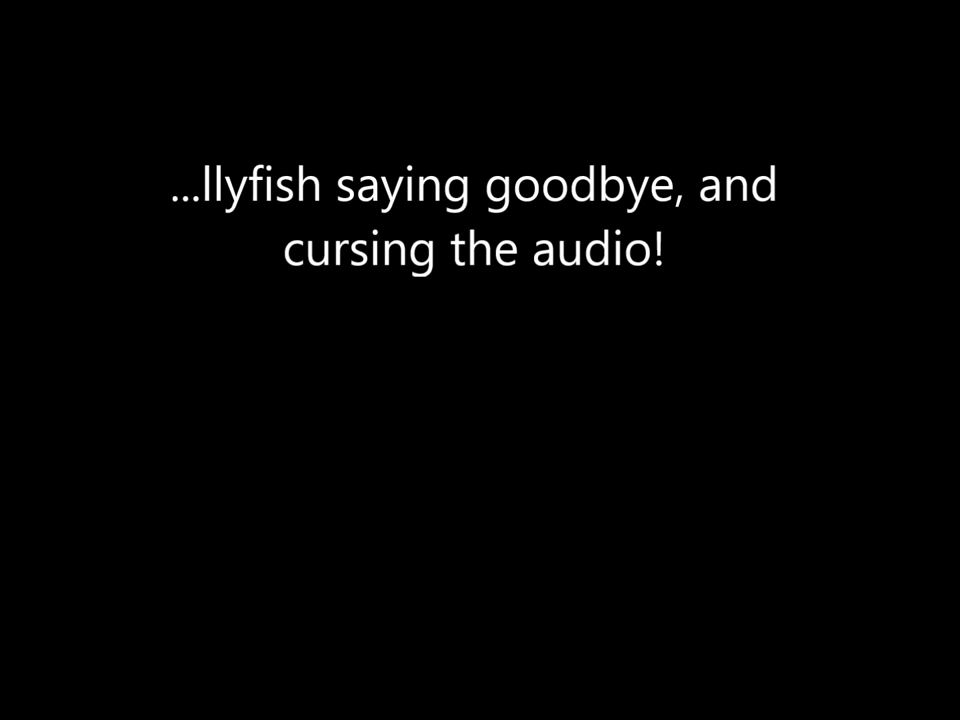 ...llyfish saying goodbye, and
cursing the audio!